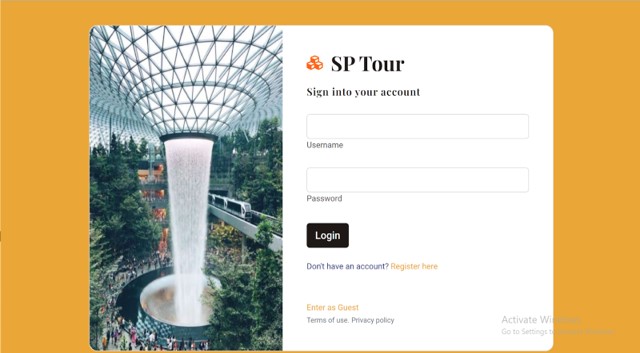 SP Tour
Sign into your account
Username
Password
Login
Don't have an account? Register here
Enter as Guest
Terms of use. Privacy policy
Activate Windows
Go to Settings to